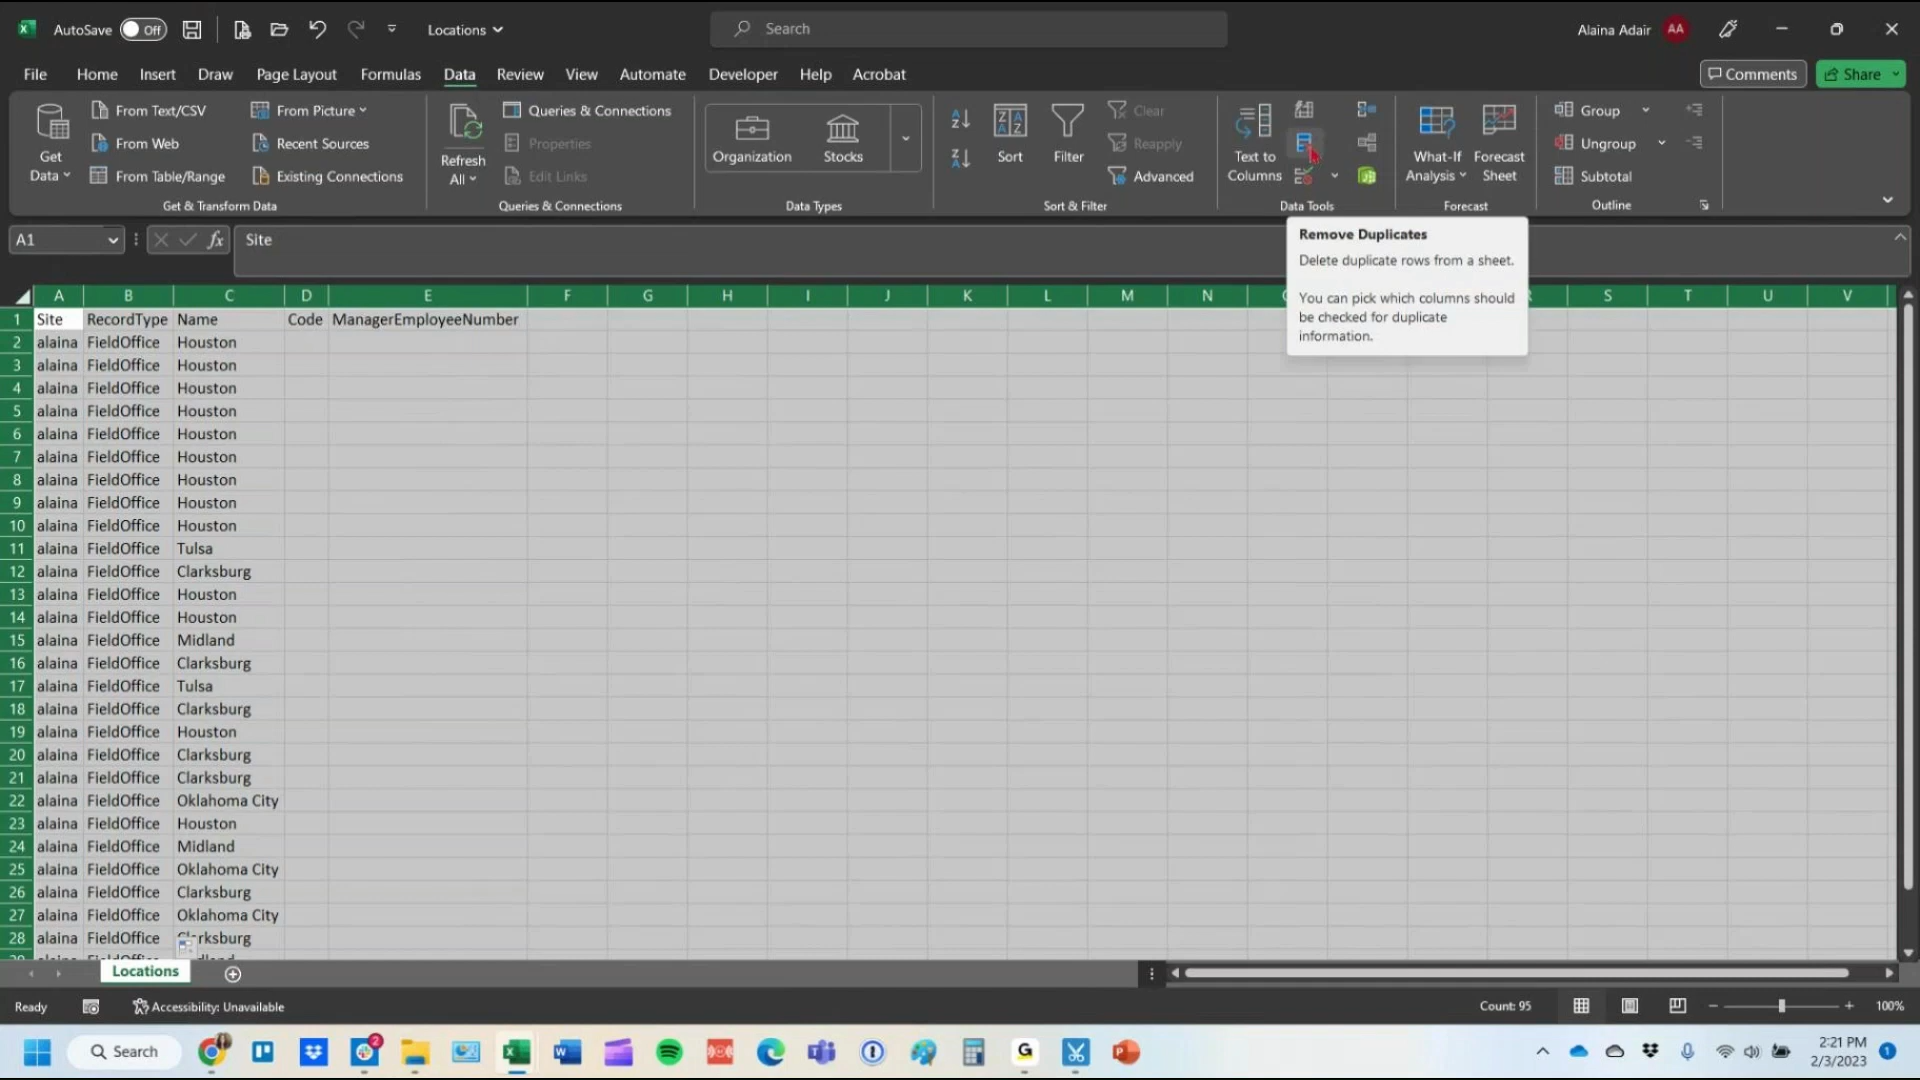 AutoSave Off Locations Search Alaina Adair AA
File Home Insert Draw Page Layout Formulas Data Review View Automate Developer Help Acrobat Comments Share
Get Data
From Text/CSV
From Web
From Table/Range
From Picture
Recent Sources
Existing Connections
Get & Transform Data
Refresh All
Queries & Connections
Properties
Edit Links
Queries & Connections
Organization Stocks
Data Types
Sort Filter
Clear
Reapply
Advanced
Sort & Filter
Text to Columns
Data Tools
What-If Analysis
Forecast Sheet
Forecast
Group
Ungroup
Subtotal
Outline
A1 fx Site
Remove Duplicates
Delete duplicate rows from a sheet.
You can pick which columns should
be checked for duplicate
information.
A B C D E F G H I J K L M N S T U V
1 Site RecordType Name Code ManagerEmployeeNumber
2 alaina FieldOffice Houston
3 alaina FieldOffice Houston
4 alaina FieldOffice Houston
5 alaina FieldOffice Houston
6 alaina FieldOffice Houston
7 alaina FieldOffice Houston
8 alaina FieldOffice Houston
9 alaina FieldOffice Houston
10 alaina FieldOffice Houston
11 alaina FieldOffice Tulsa
12 alaina FieldOffice Clarksburg
13 alaina FieldOffice Houston
14 alaina FieldOffice Houston
15 alaina FieldOffice Midland
16 alaina FieldOffice Clarksburg
17 alaina FieldOffice Tulsa
18 alaina FieldOffice Clarksburg
19 alaina FieldOffice Houston
20 alaina FieldOffice Clarksburg
21 alaina FieldOffice Clarksburg
22 alaina FieldOffice Oklahoma City
23 alaina FieldOffice Houston
24 alaina FieldOffice Midland
25 alaina FieldOffice Oklahoma City
26 alaina FieldOffice Clarksburg
27 alaina FieldOffice Oklahoma City
28 alaina FieldOffice Clarksburg
Locations
Ready Accessibility: Unavailable Count: 95 100%
Search 2 2:21 PM
2/3/2023 1